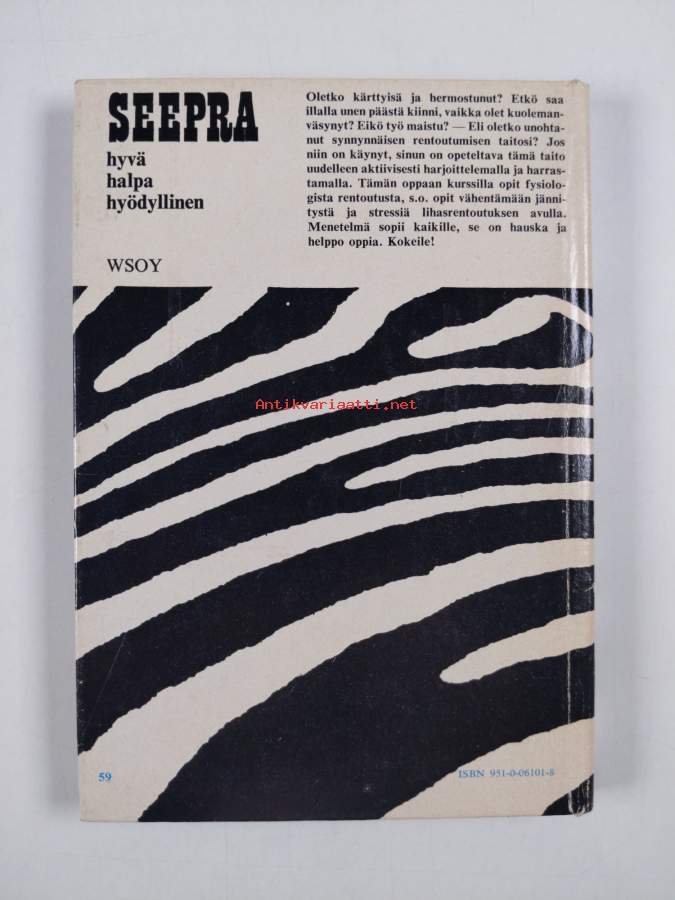 SEEPRA
hyvä
halpa
hyödyllinen
WSOY
Oletko kärttyisä ja hermostunut? Etkö saa
illalla unen päästä kiinni, vaikka olet kuoleman-
väsynyt? Eikö työ maistu? — Eli oletko unohta-
nut synnynnäisen rentoutumisen taitosi? Jos
niin on käynyt, sinun on opeteltava tämä taito
uudelleen aktiivisesti harjoittelemalla ja harras-
tamalla. Tämän oppaan kurssilla opit fysiolo-
gista rentoutusta, s.o. opit vähentämään jänni-
tystä ja stressiä lihasrentoutuksen avulla.
Menetelmä sopii kaikille, se on hauska ja
helppo oppia. Kokeile!
Antikvariaatti.net
59
ISBN 951-0-06101-8